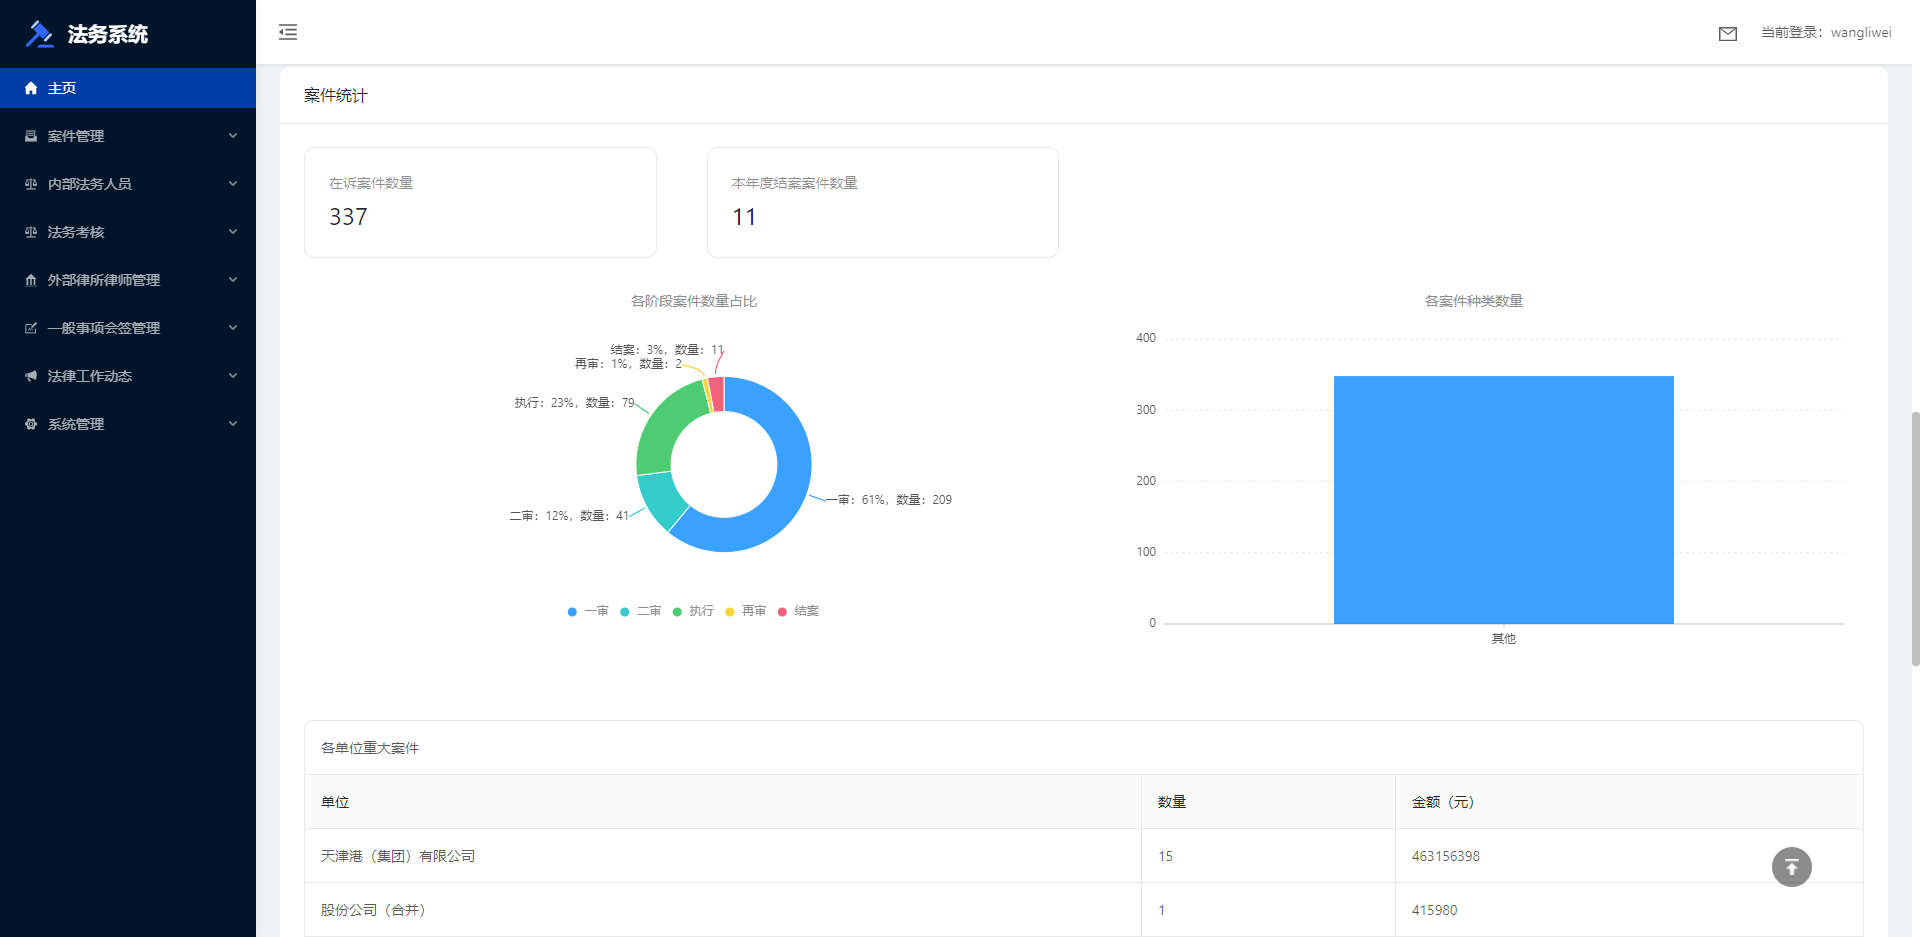 法务系统
当前登录：wangliwei
主页
案件管理
内部法务人员
法务考核
外部律所律师管理
一般事项会签管理
法律工作动态
系统管理
案件统计
在诉案件数量
337
本年度结案案件数量
11
各阶段案件数量占比
结案：3%，数量：11
再审：1%，数量：2
执行：23%，数量：79
一审：61%，数量：209
二审：12%，数量：41
一审 二审 执行 再审 结案
各案件种类数量
400
300
200
100
0
其他
各单位重大案件
单位 数量 金额（元）
天津港（集团）有限公司 15 463156398
股份公司（合并） 1 415980